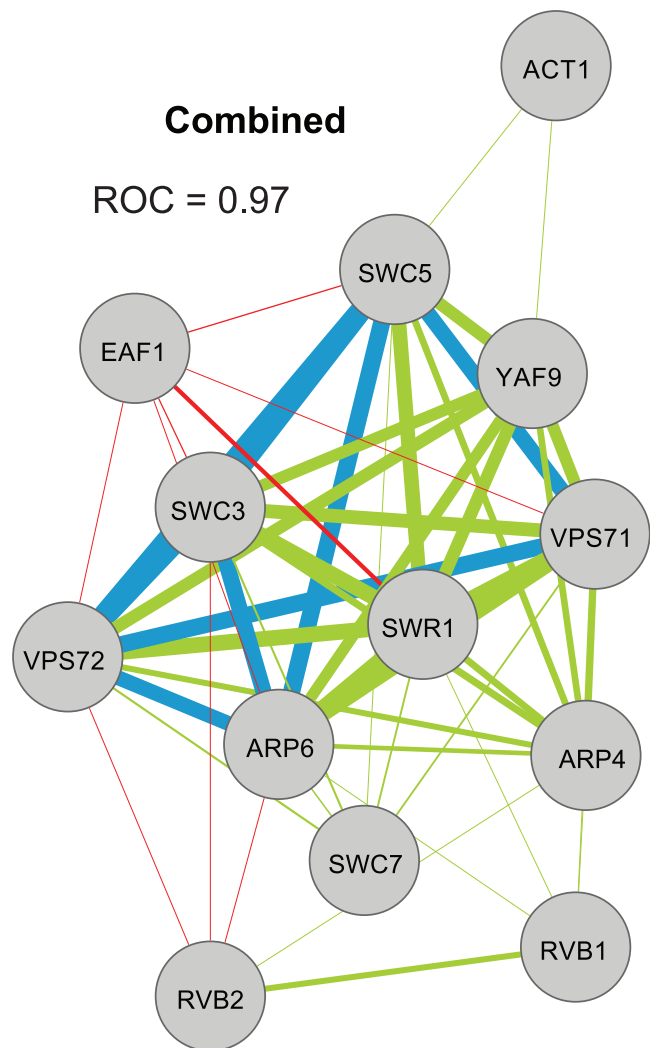 ACT1
Combined
ROC = 0.97
SWC5
EAF1
YAF9
SWC3
VPS71
SWR1
VPS72
ARP6
ARP4
SWC7
RVB1
RVB2